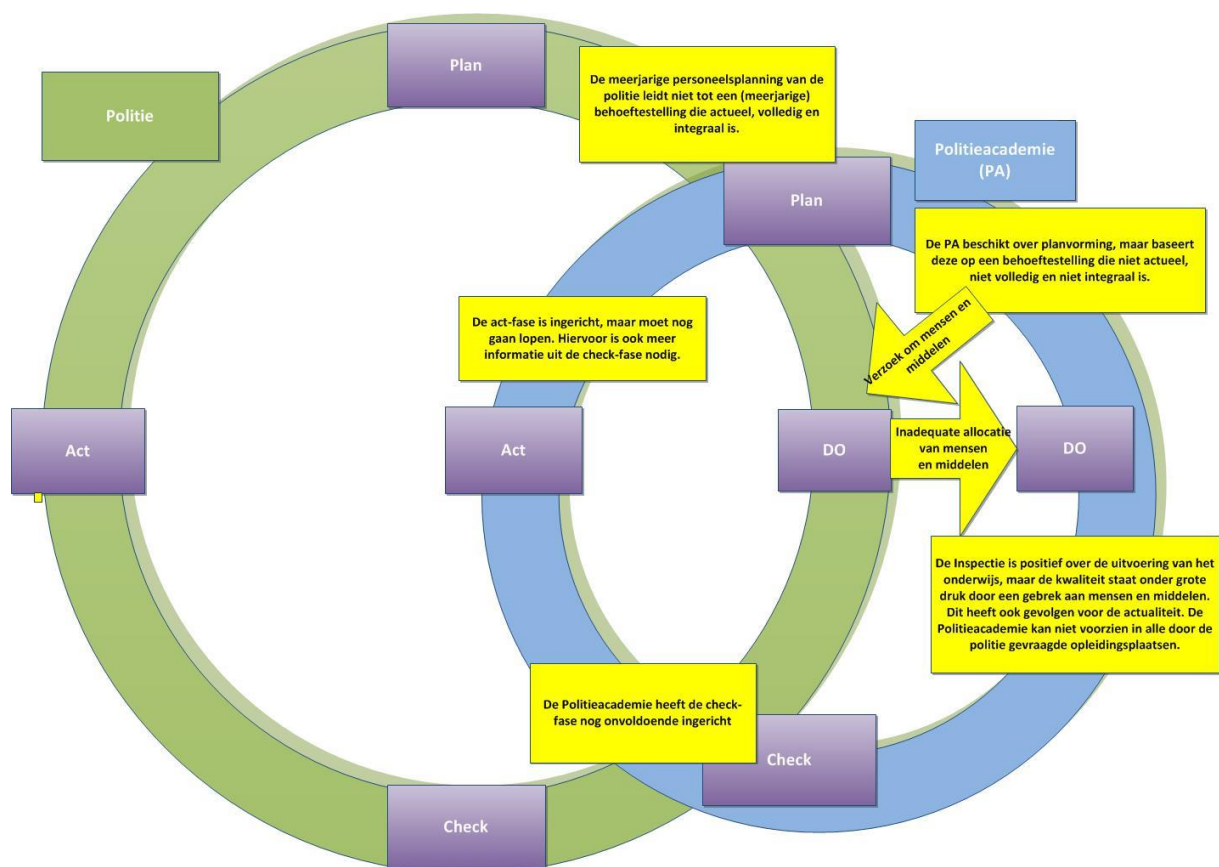 Plan
Politie
De meerjarige personeelsplanning van de
politie leidt niet tot een (meerjarige)
behoeftestelling die actueel, volledig en
integraal is.
Politieacademie
(PA)
Plan
De PA beschikt over planvorming, maar baseert
deze op een behoeftestelling die niet actueel,
niet volledig en niet integraal is.
De act-fase is ingericht, maar moet nog
gaan lopen. Hiervoor is ook meer
informatie uit de check-fase nodig.
Verzoek om mensen en
middelen
Act
Act
DO
Inadequate allocatie
van mensen
en middelen
DO
De Inspectie is positief over de uitvoering van het
onderwijs, maar de kwaliteit staat onder grote
druk door een gebrek aan mensen en middelen.
Dit heeft ook gevolgen voor de actualiteit. De
Politieacademie kan niet voorzien in alle door de
politie gevraagde opleidingsplaatsen.
De Politieacademie heeft de check-
fase nog onvoldoende ingericht
Check
Check